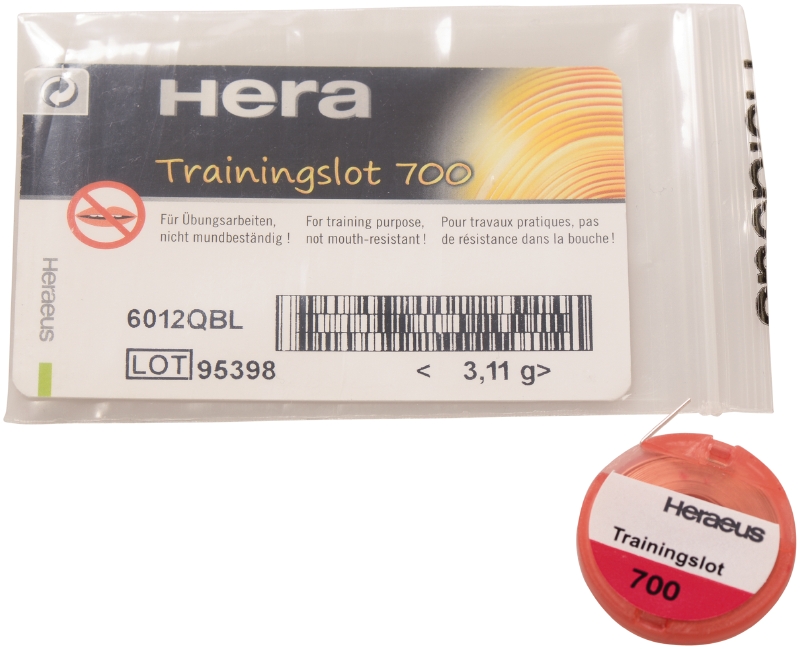 Hera
Trainingslot 700
Für Übungsarbeiten,
nicht mundbeständig !
For training purpose,
not mouth-resistant !
Pour travaux pratiques, pas
de résistance dans la bouche !
Heraeus
6012QBL
LOT 95398
< 3,11 g>
Heraeus
Heraeus
Trainingslot
700